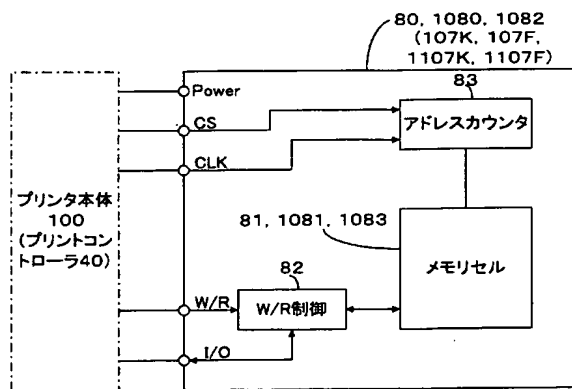 80, 1080, 1082
(107K, 107F,
1107K, 1107F)
83
Power
CS
アドレスカウンタ
CLK
プリンタ本体
100
(プリントコン
トローラ40)
81, 1081, 1083
メモリセル
82
W/R
W/R制御
I/O